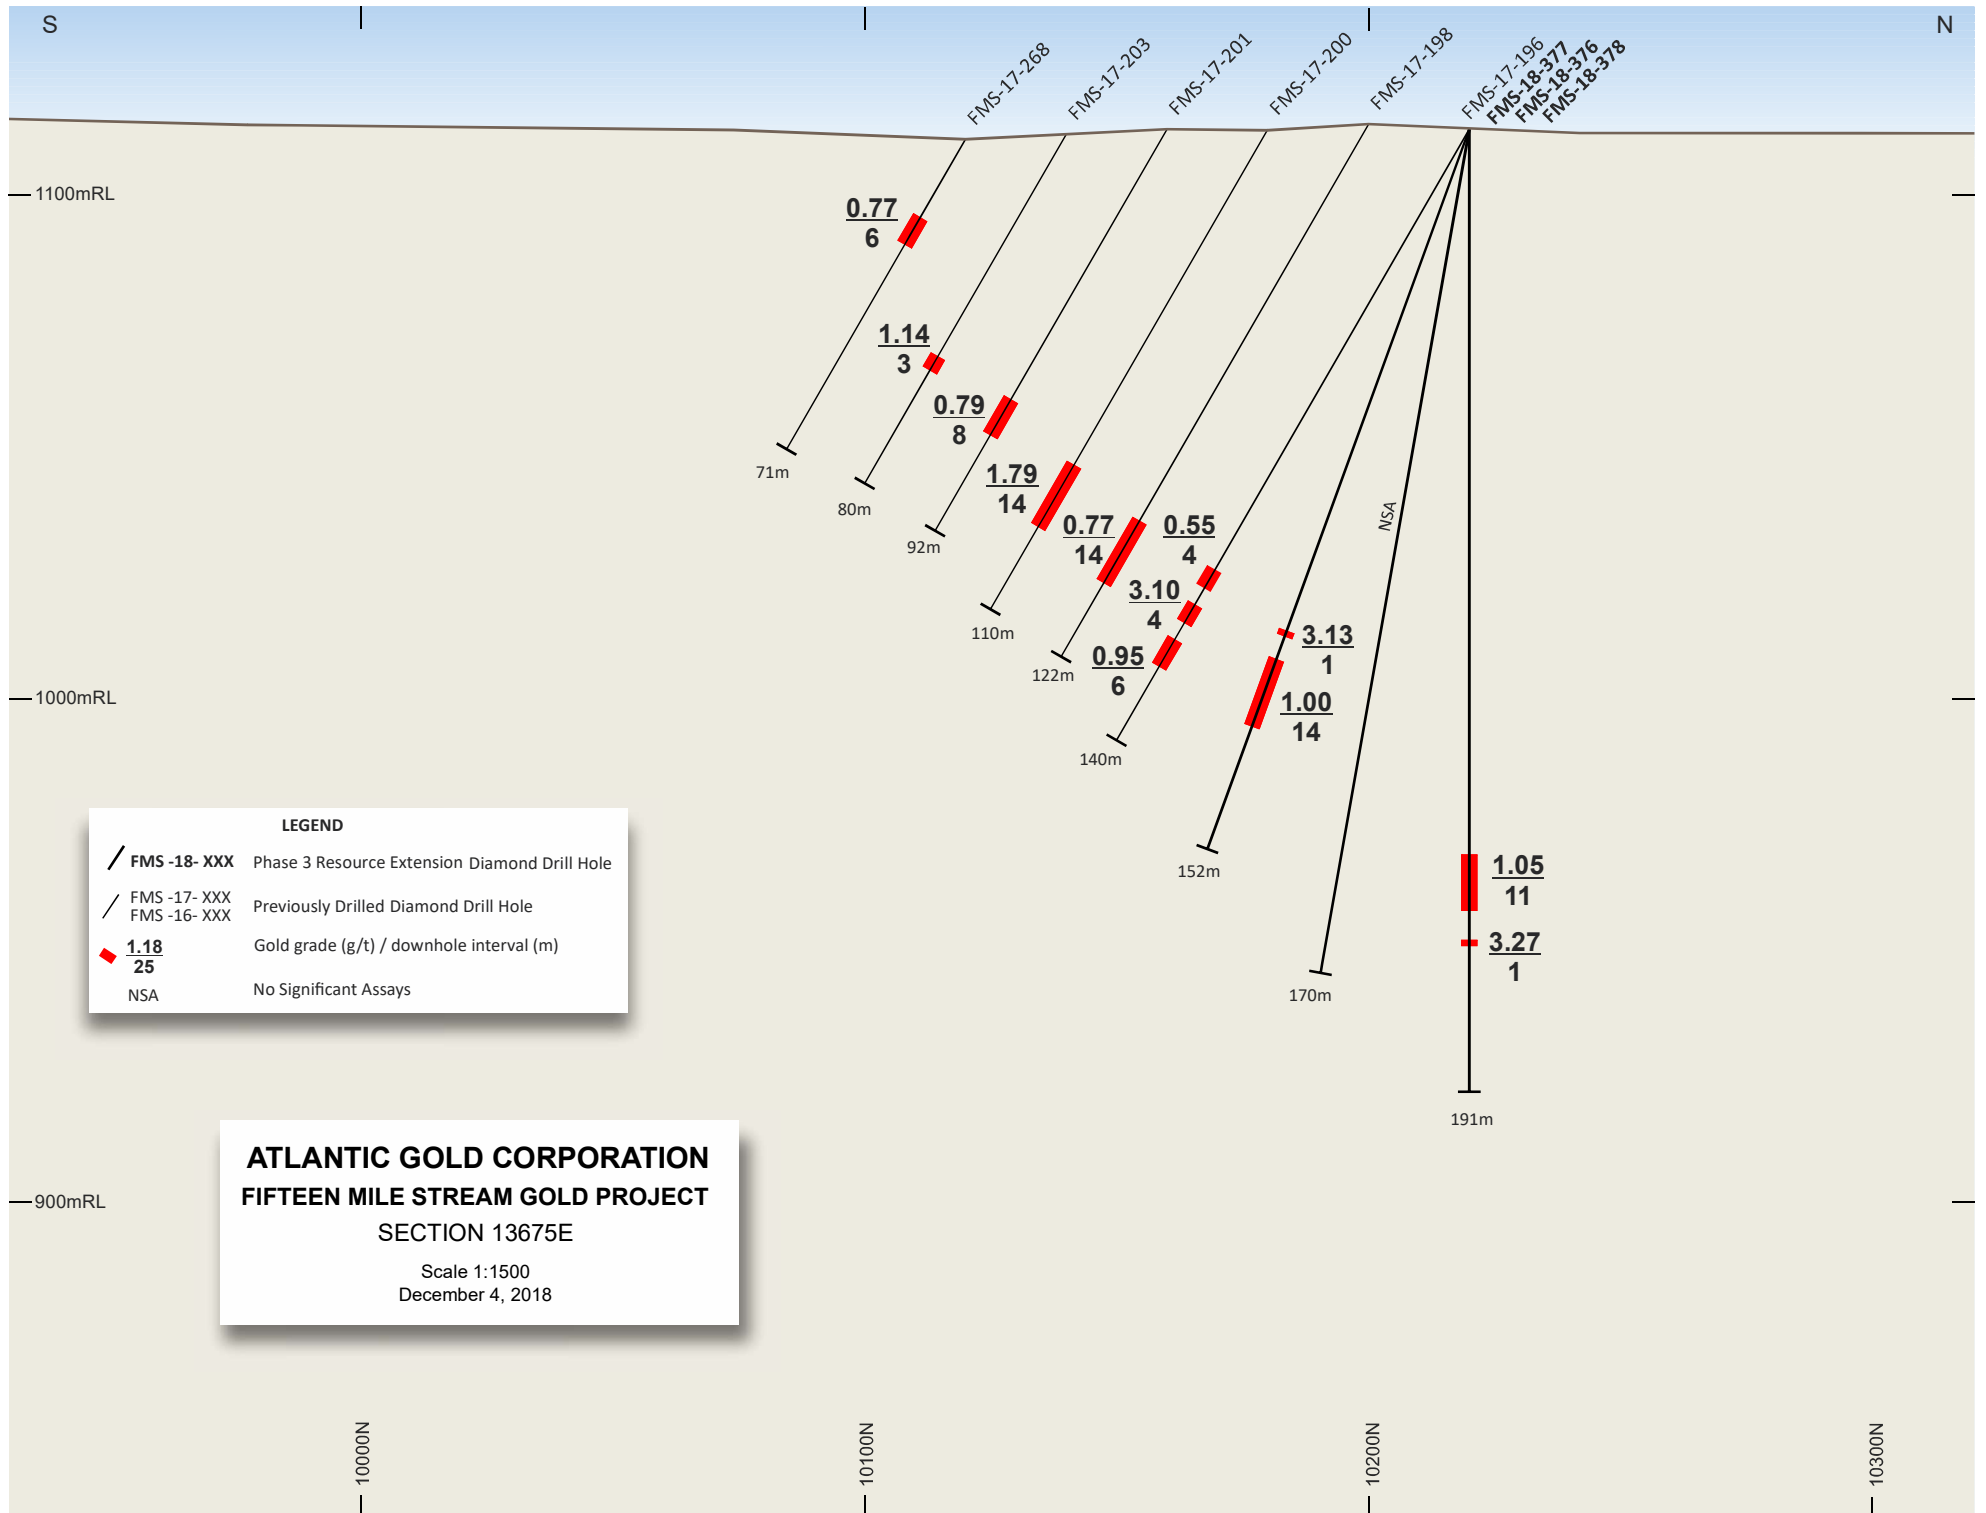 S
N
FMS-17-268
FMS-17-203
FMS-17-201
FMS-17-200
FMS-17-198
FMS-17-196
FMS-18-377
FMS-18-376
FMS-18-378
1100mRL
1000mRL
900mRL
0.77
6
1.14
3
0.79
8
1.79
14
0.77
14
0.55
4
3.10
4
0.95
6
3.13
1
1.00
14
NSA
1.05
11
3.27
1
71m
80m
92m
110m
122m
140m
152m
170m
191m
LEGEND
FMS -18- XXX Phase 3 Resource Extension Diamond Drill Hole
FMS -17- XXX
FMS -16- XXX
Previously Drilled Diamond Drill Hole
1.18
25
Gold grade (g/t) / downhole interval (m)
NSA No Significant Assays
ATLANTIC GOLD CORPORATION
FIFTEEN MILE STREAM GOLD PROJECT
SECTION 13675E
Scale 1:1500
December 4, 2018
10000N
10100N
10200N
10300N